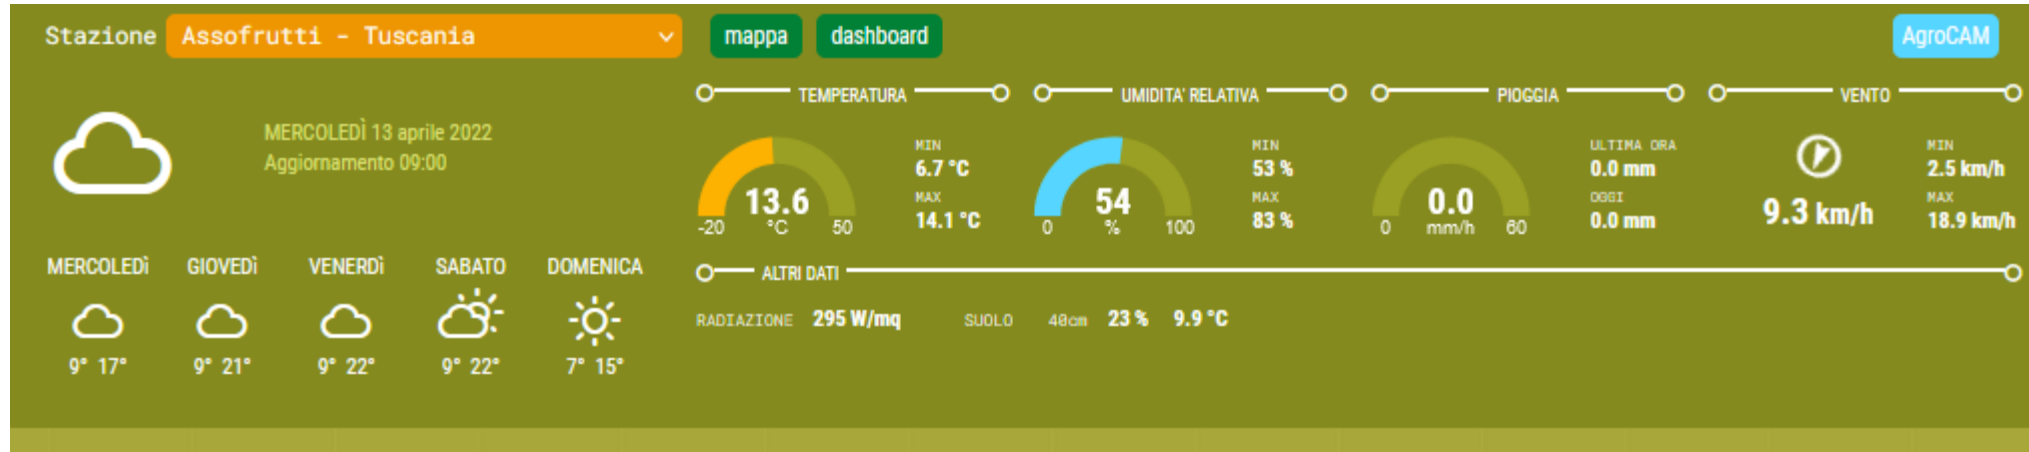 Stazione Assofrutti - Tuscania mappa dashboard AgroCAM
MERCOLEDÌ 13 aprile 2022
Aggiornamento 09:00
TEMPERATURA
13.6
°C
-20 50
MIN
6.7 °C
MAX
14.1 °C
UMIDITA' RELATIVA
54
%
0 100
MIN
53 %
MAX
83 %
PIOGGIA
0.0
mm/h
0 60
ULTIMA ORA
0.0 mm
OGGI
0.0 mm
VENTO
9.3 km/h
MIN
2.5 km/h
MAX
18.9 km/h
MERCOLEDì GIOVEDì VENERDì SABATO DOMENICA
9° 17° 9° 21° 9° 22° 9° 22° 7° 15°
ALTRI DATI
RADIAZIONE 295 W/mq SUOLO 40cm 23 % 9.9 °C